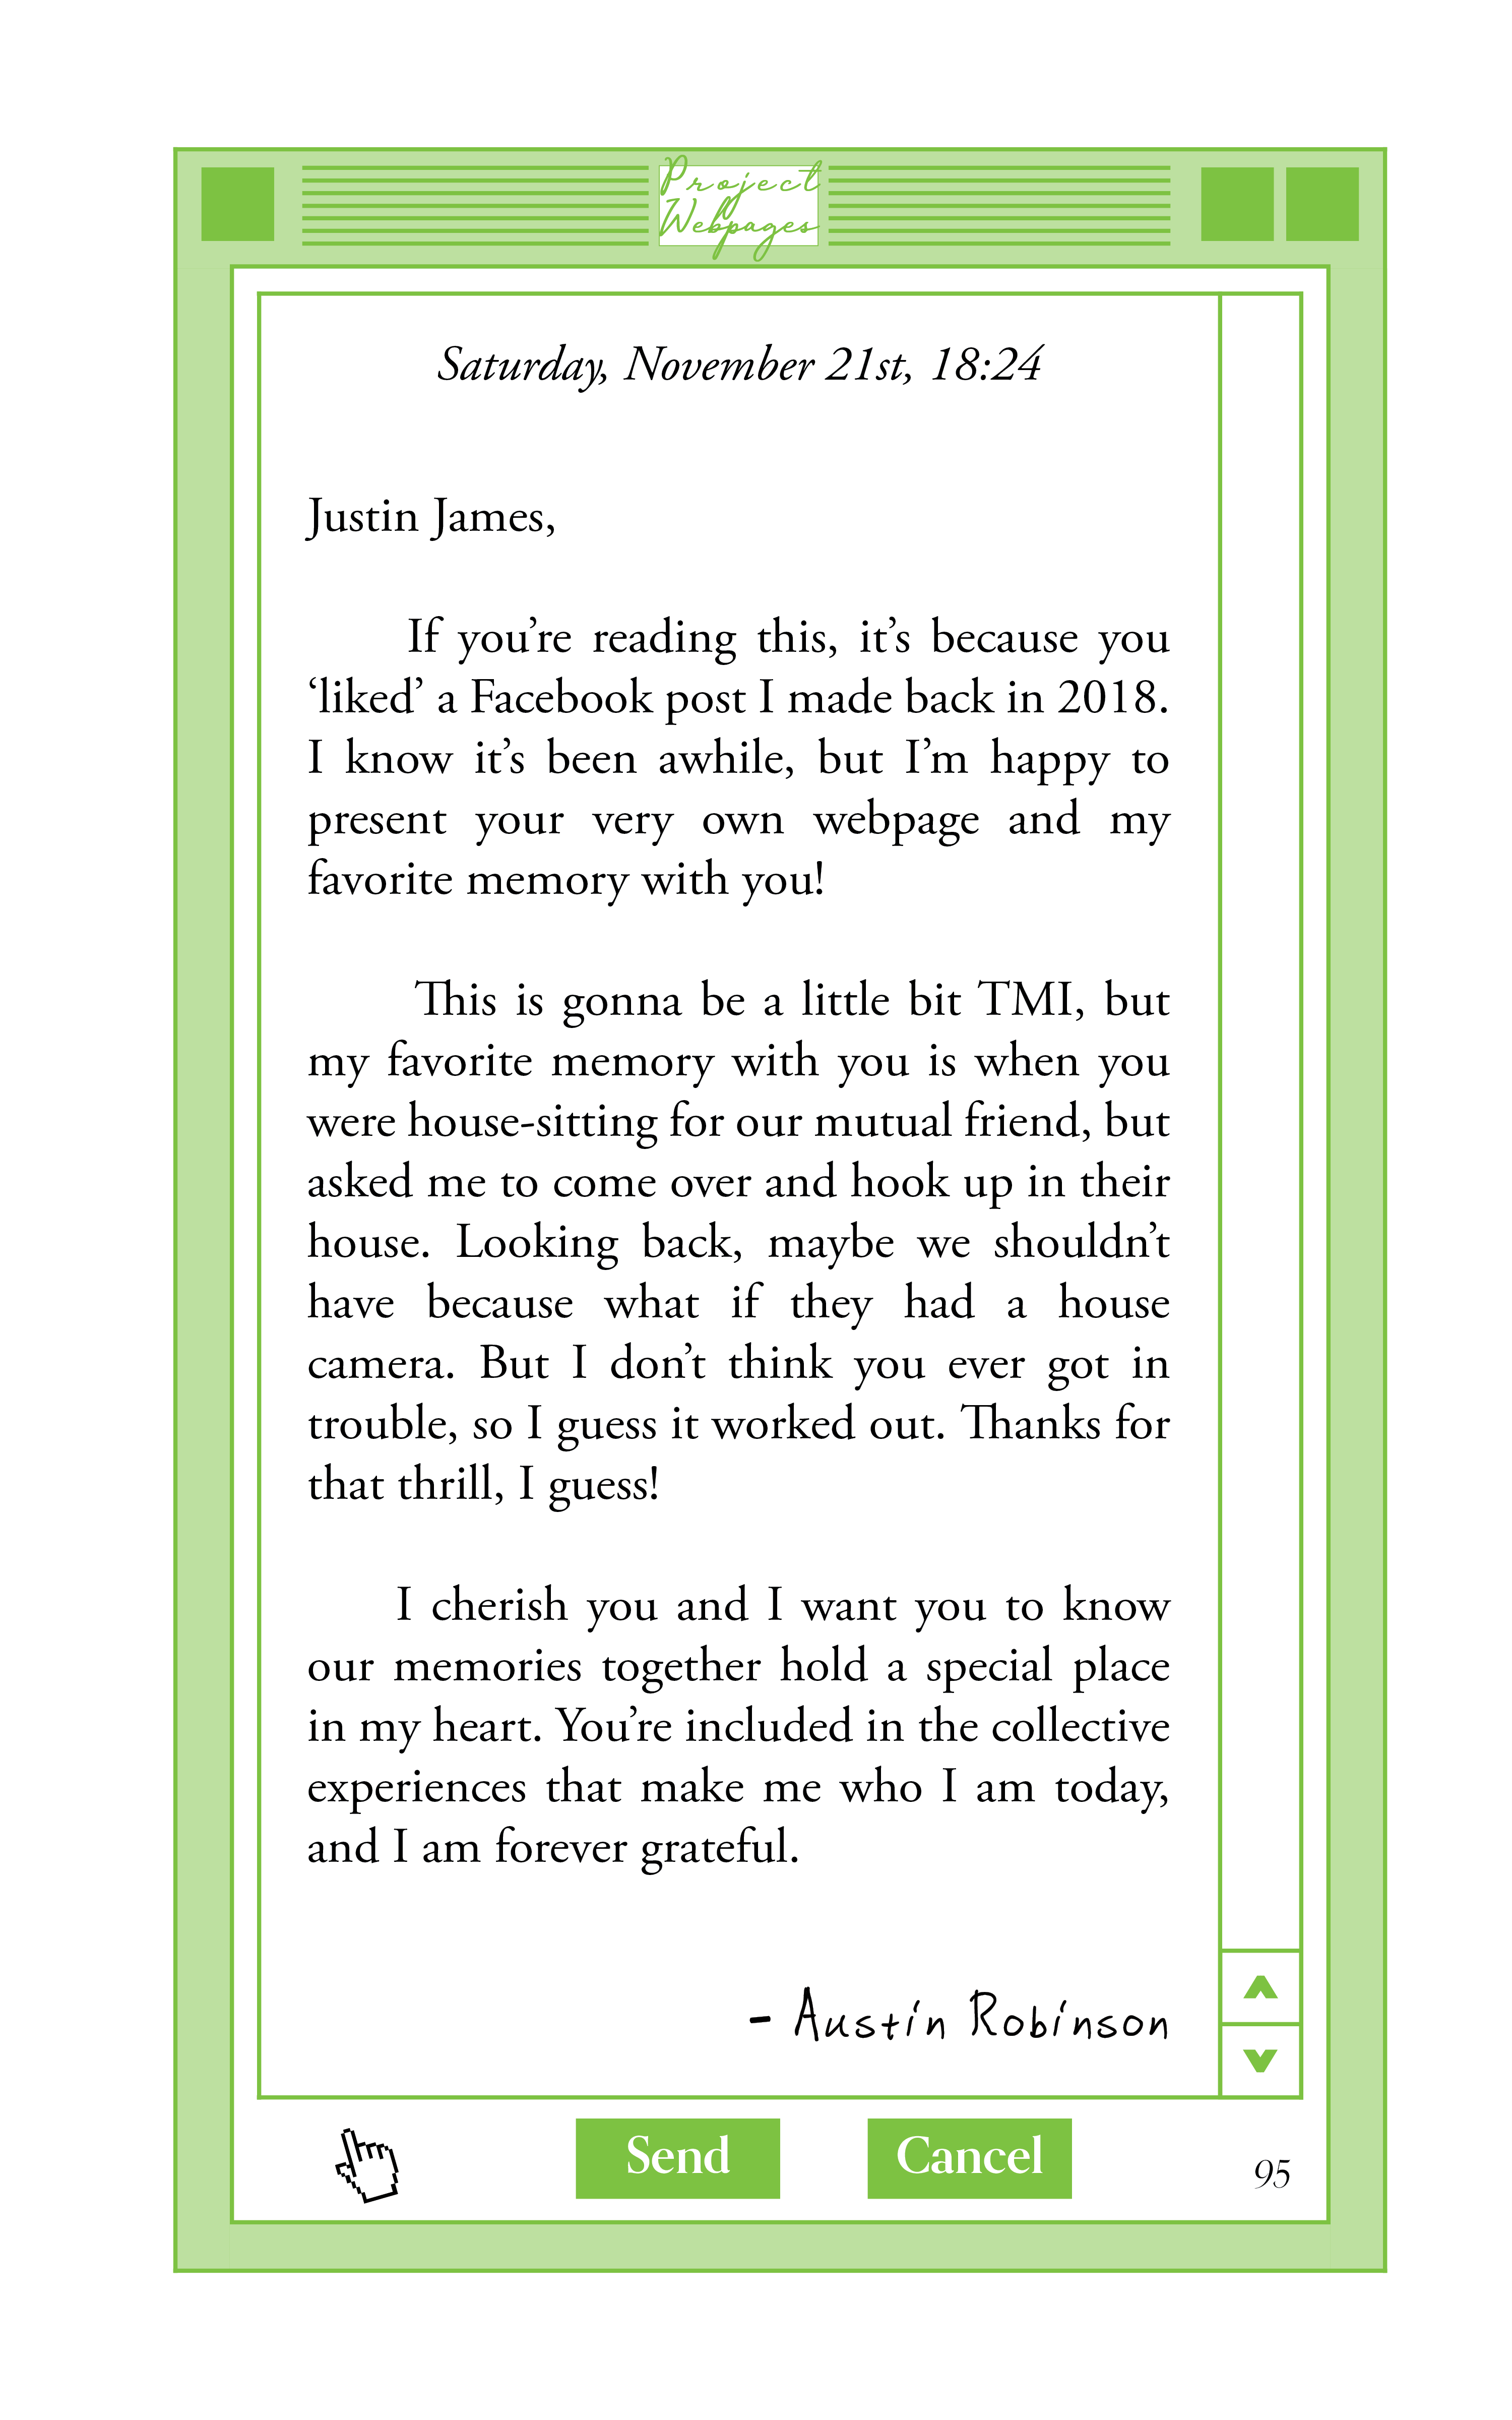 Project
Webpages
Saturday, November 21st, 18:24
Justin James,
If you’re reading this, it’s because you
‘liked’ a Facebook post I made back in 2018.
I know it’s been awhile, but I’m happy to
present your very own webpage and my
favorite memory with you!
This is gonna be a little bit TMI, but
my favorite memory with you is when you
were house-sitting for our mutual friend, but
asked me to come over and hook up in their
house. Looking back, maybe we shouldn’t
have because what if they had a house
camera. But I don’t think you ever got in
trouble, so I guess it worked out. Thanks for
that thrill, I guess!
I cherish you and I want you to know
our memories together hold a special place
in my heart. You’re included in the collective
experiences that make me who I am today,
and I am forever grateful.
- Austin Robinson
Send Cancel
95